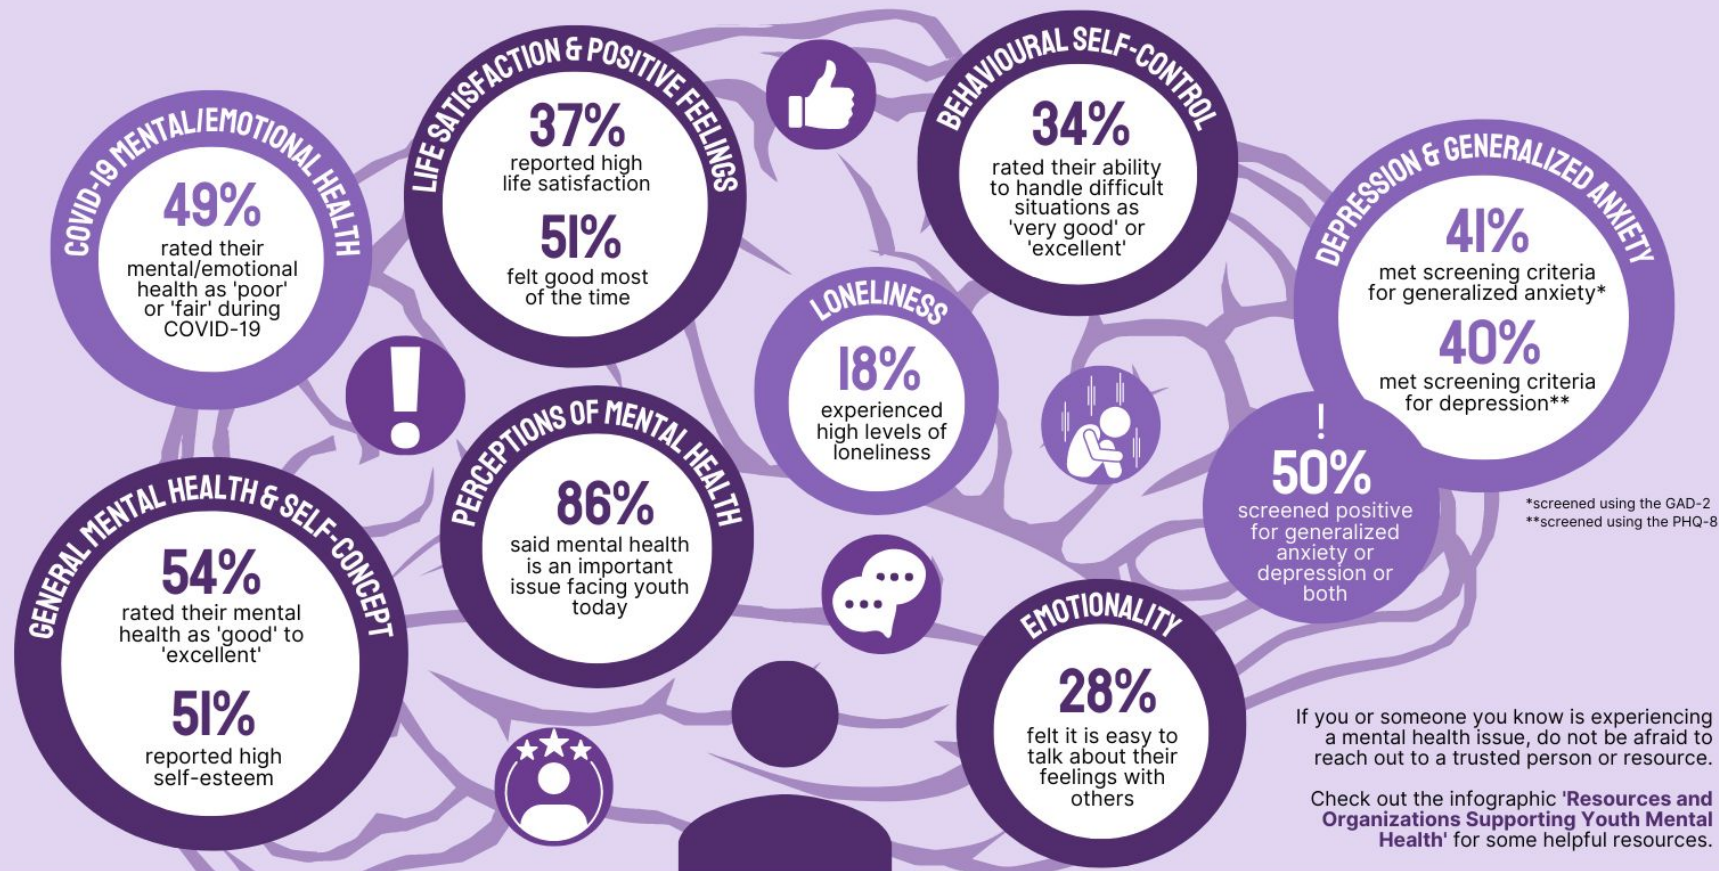 COVID-19 MENTAL/EMOTIONAL HEALTH
49%
rated their
mental/emotional
health as 'poor'
or 'fair' during
COVID-19
LIFE SATISFACTION & POSITIVE FEELINGS
37%
reported high
life satisfaction
51%
felt good most
of the time
BEHAVIOURAL SELF-CONTROL
34%
rated their ability
to handle difficult
situations as
'very good' or
'excellent'
DEPRESSION & GENERALIZED ANXIETY
41%
met screening criteria
for generalized anxiety*
40%
met screening criteria
for depression**
!
50%
screened positive
for generalized
anxiety or
depression or
both
*screened using the GAD-2
**screened using the PHQ-8
LONELINESS
18%
experienced
high levels of
loneliness
!
PERCEPTIONS OF MENTAL HEALTH
86%
said mental health
is an important
issue facing youth
today
GENERAL MENTAL HEALTH & SELF-CONCEPT
54%
rated their mental
health as 'good' to
'excellent'
51%
reported high
self-esteem
EMOTIONALITY
28%
felt it is easy to
talk about their
feelings with
others
If you or someone you know is experiencing
a mental health issue, do not be afraid to
reach out to a trusted person or resource.
Check out the infographic 'Resources and
Organizations Supporting Youth Mental
Health' for some helpful resources.